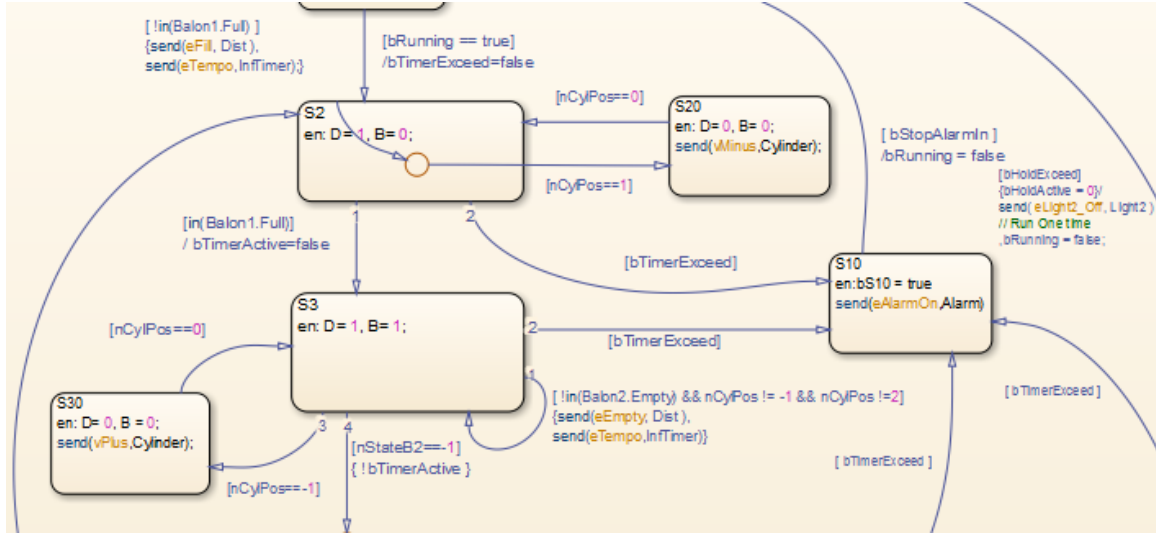 [ !in(Balon1.Full) ]
{send(eFill, Dist ),
send(eTempo,InfTimer);}
[bRunning == true]
/bTimerExceed=false
S2
en: D= 1, B= 0;
[nCylPos==0]
S20
en: D= 0, B= 0;
send(vMinus,Cylinder);
[nCylPos==1]
[ bStopAlarmIn ]
/bRunning = false
[bHoldExceed]
{bHoldActive = 0}/
send( eLight2_Off, Light2 )
// Run One time
,bRunning = false;
1
2
[in(Balon1.Full)]
/ bTimerActive=false
[bTimerExceed]
S10
en:bS10 = true
send(eAlarmOn,Alarm)
S3
en: D= 1, B= 1;
[nCylPos==0]
2
[bTimerExceed]
1
[ !in(Balon2.Empty) && nCylPos != -1 && nCylPos !=2]
{send(eEmpty, Dist ),
send(eTempo,InfTimer)}
[ bTimerExceed ]
S30
en: D= 0, B = 0;
send(vPlus,Cylinder);
3
4
[nStateB2==-1]
{ !bTimerActive }
[nCylPos==-1]
[ bTimerExceed ]